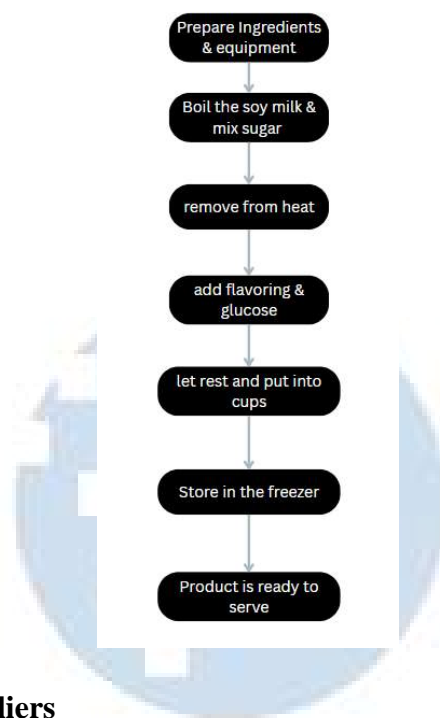 Prepare Ingredients
& equipment
Boil the soy milk &
mix sugar
remove from heat
add flavoring &
glucose
let rest and put into
cups
Store in the freezer
Product is ready to
serve
liers